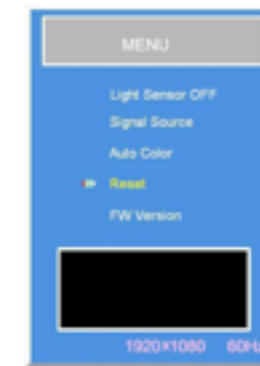 MENU
Light Sensor OFF
Signal Source
Auto Color
Reset
FW Version
1920×1080 60Hz